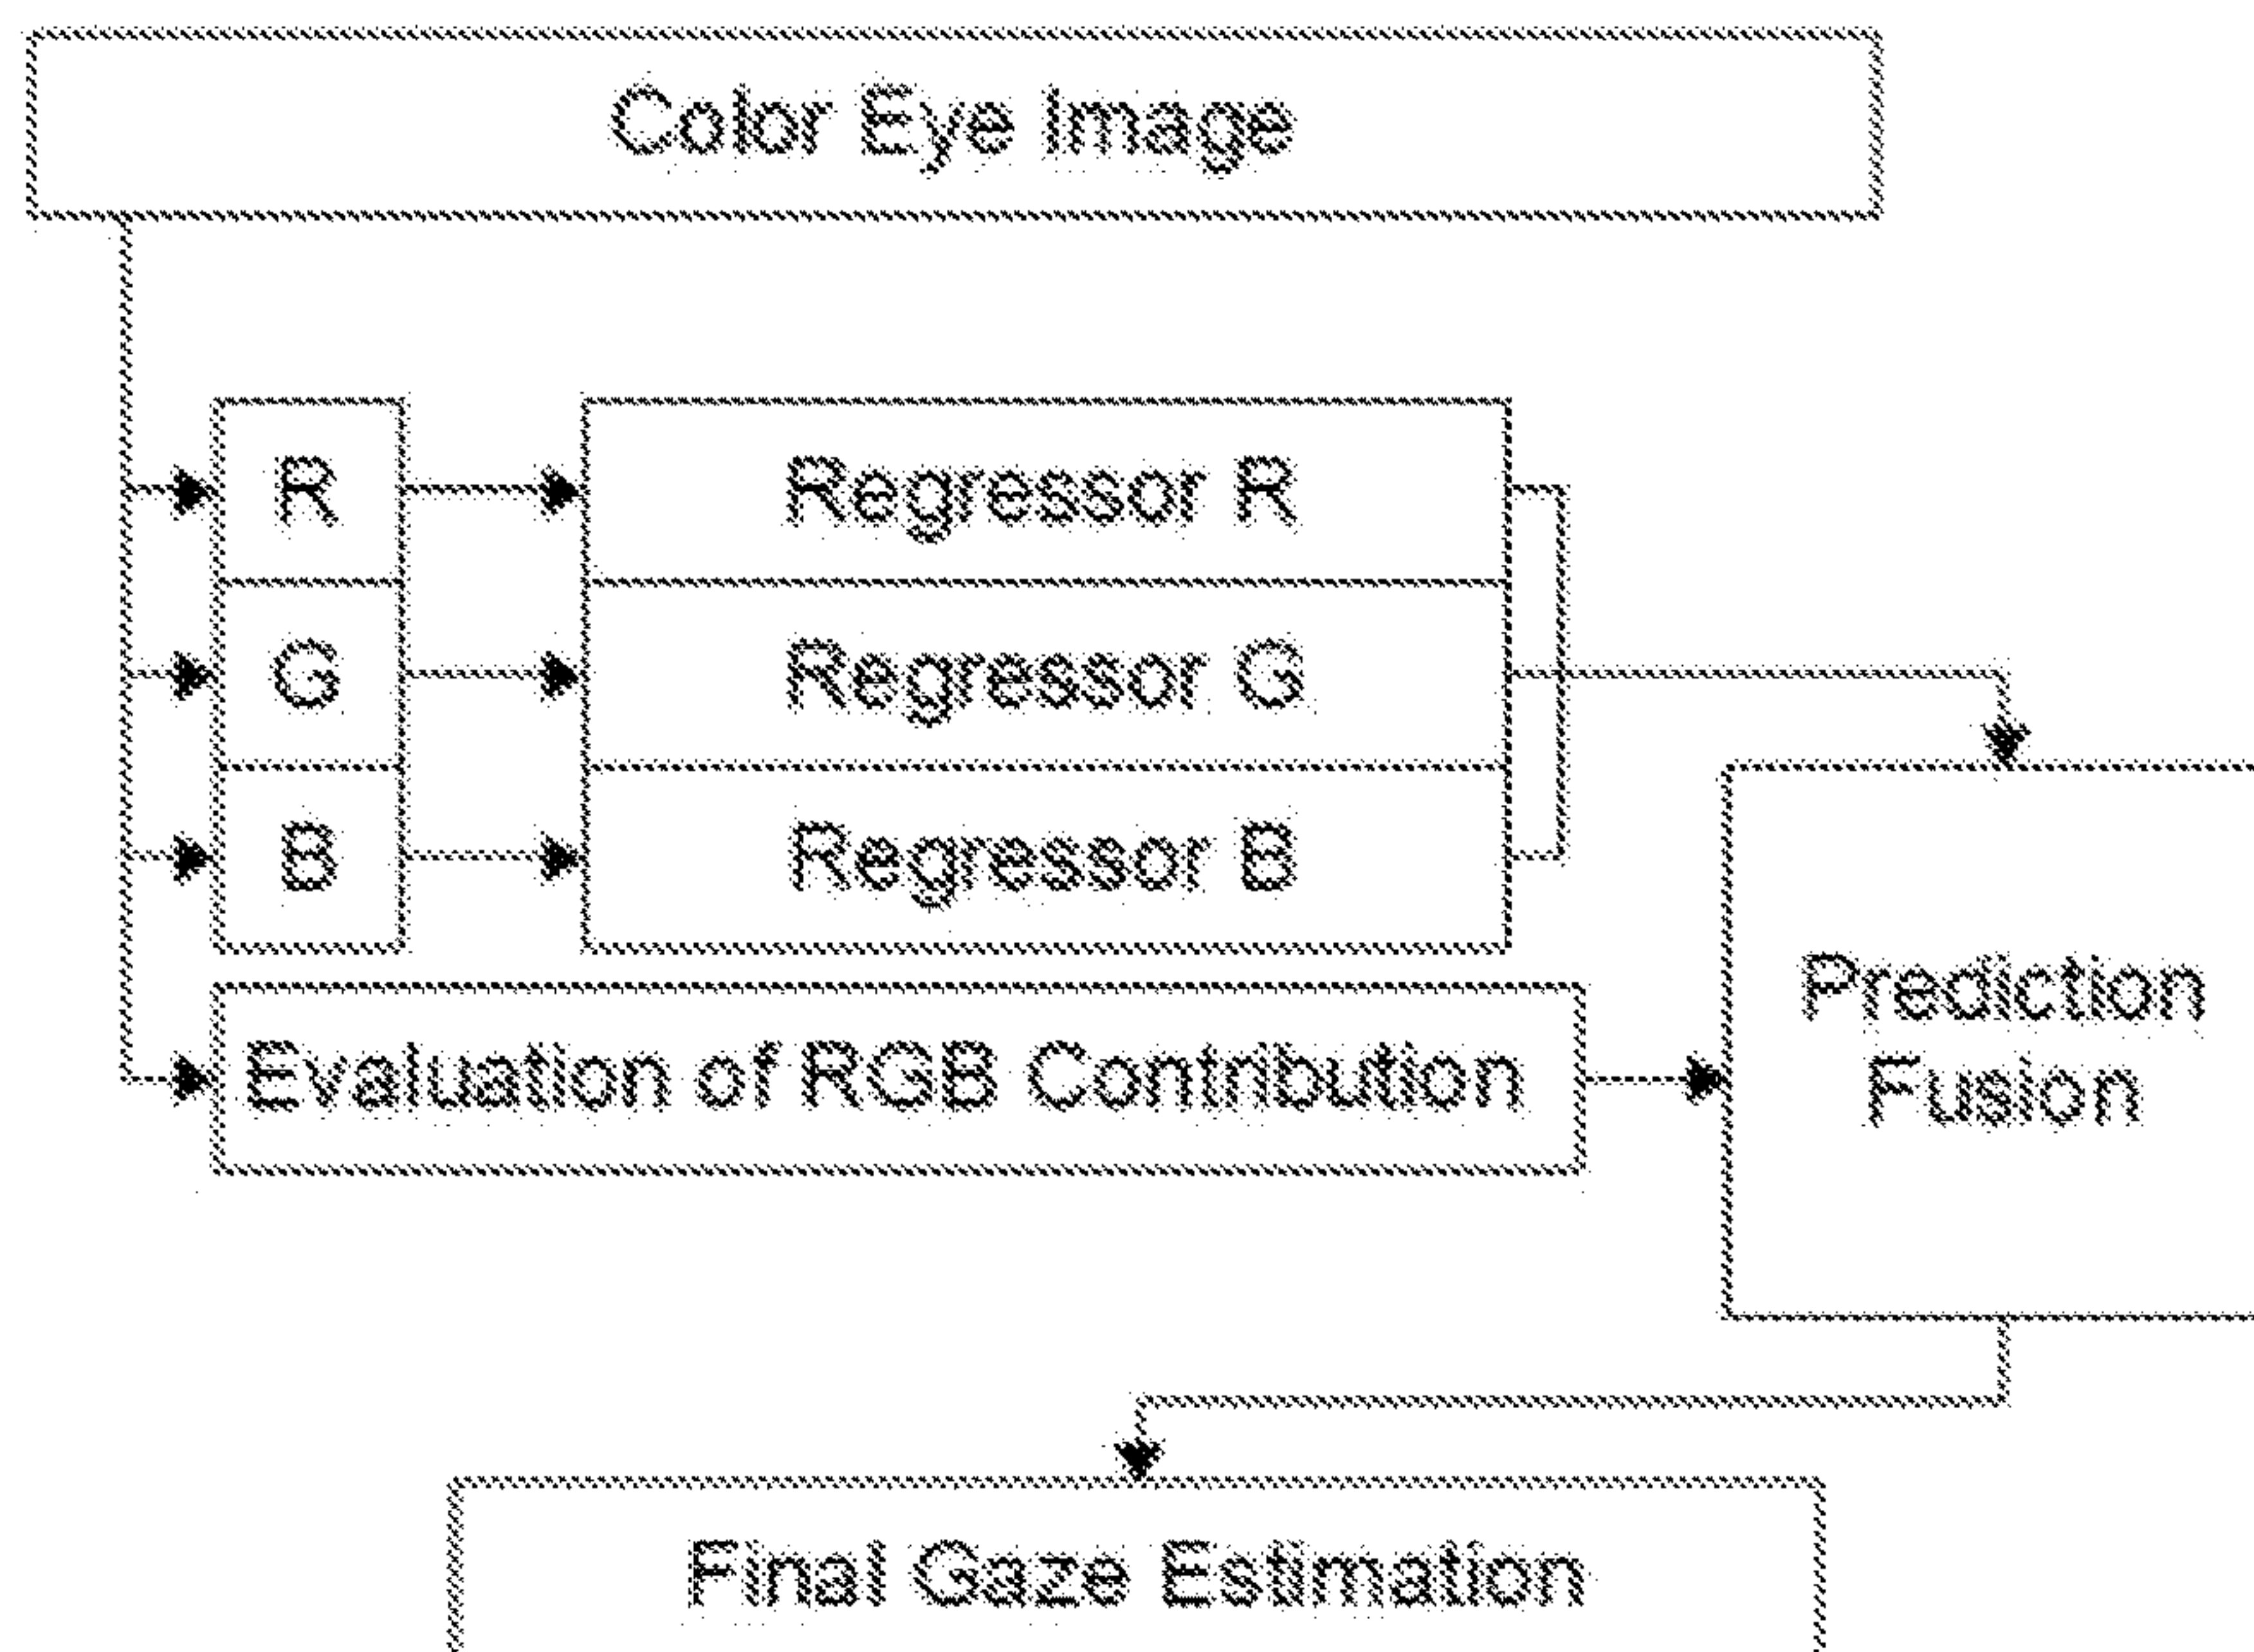 Color Eye Image
R
Regressor R
G
Regressor G
B
Regressor B
Evaluation of RGB Contribution
Prediction
Fusion
Final Gaze Estimation